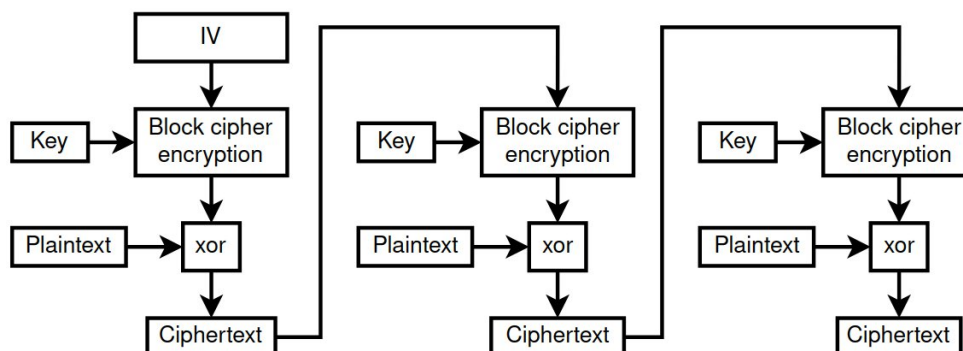 IV
Key
Block cipher
encryption
Key
Block cipher
encryption
Key
Block cipher
encryption
Plaintext
xor
Plaintext
xor
Plaintext
xor
Ciphertext
Ciphertext
Ciphertext